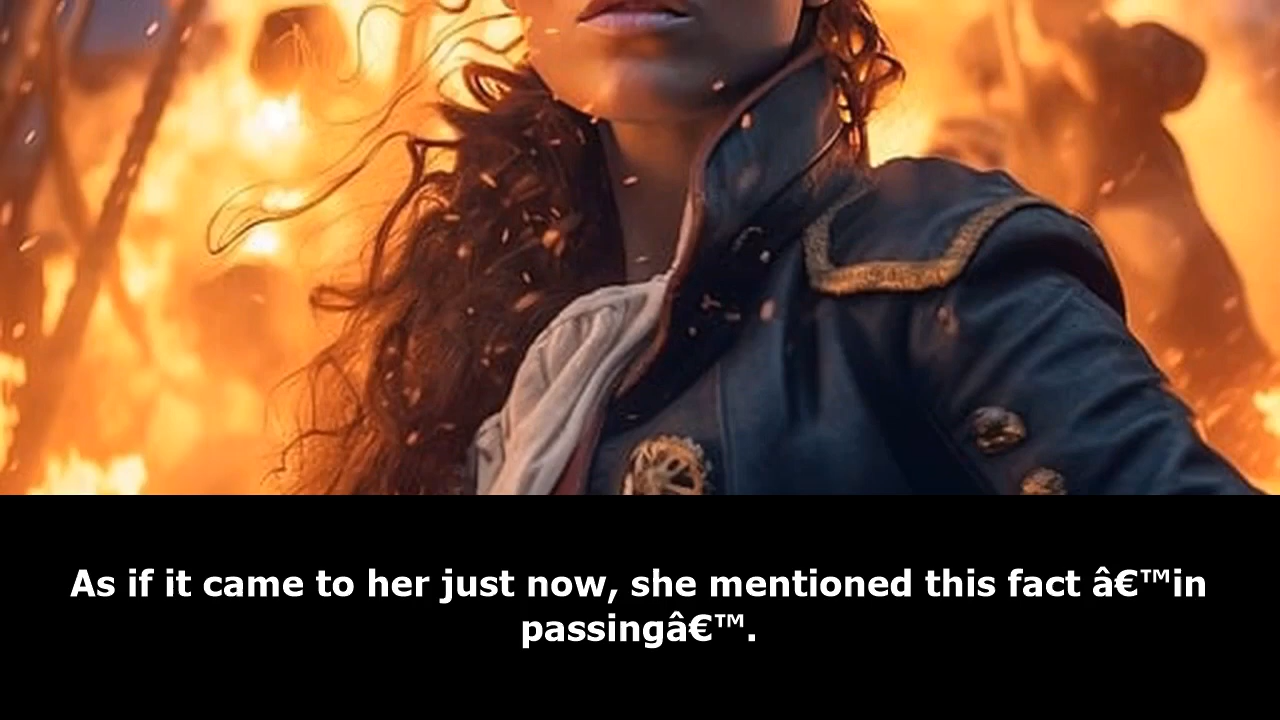 As if it came to her just now, she mentioned this fact â€™in
passingâ€™.